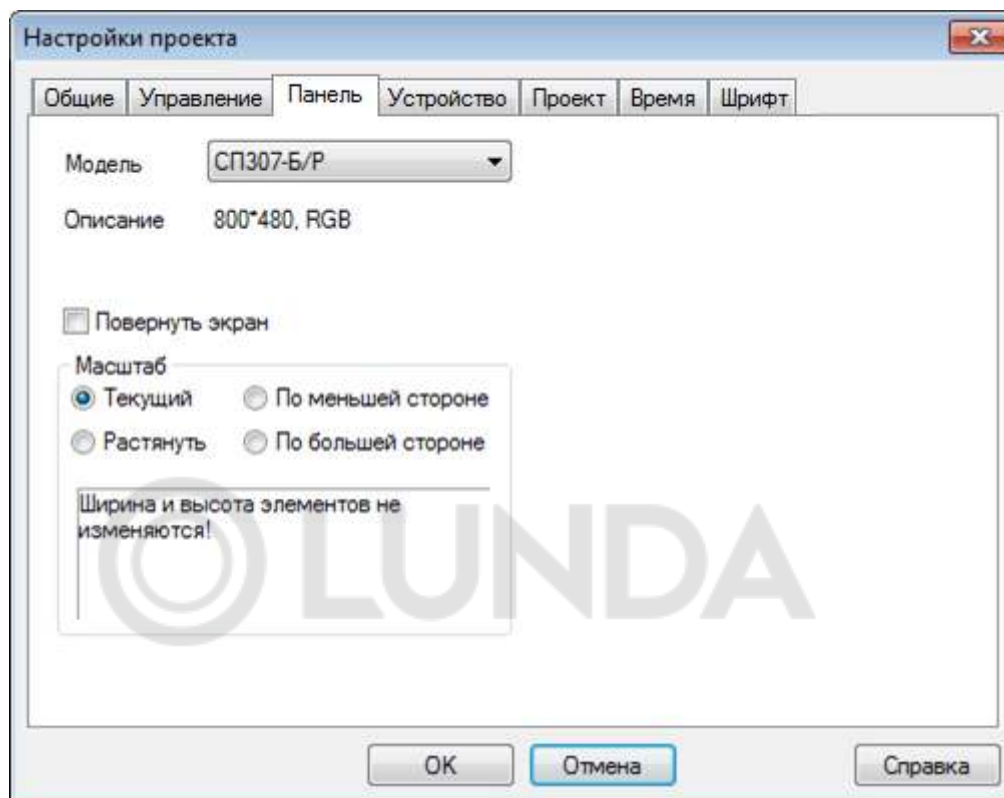 Настройки проекта
Общие Управление Панель Устройство Проект Время Шрифт
Модель СП307-Б/Р
Описание 800*480, RGB
Повернуть экран
Масштаб
Текущий По меньшей стороне
Растянуть По большей стороне
Ширина и высота элементов не
изменяются!
LUNDA
OK Отмена Справка